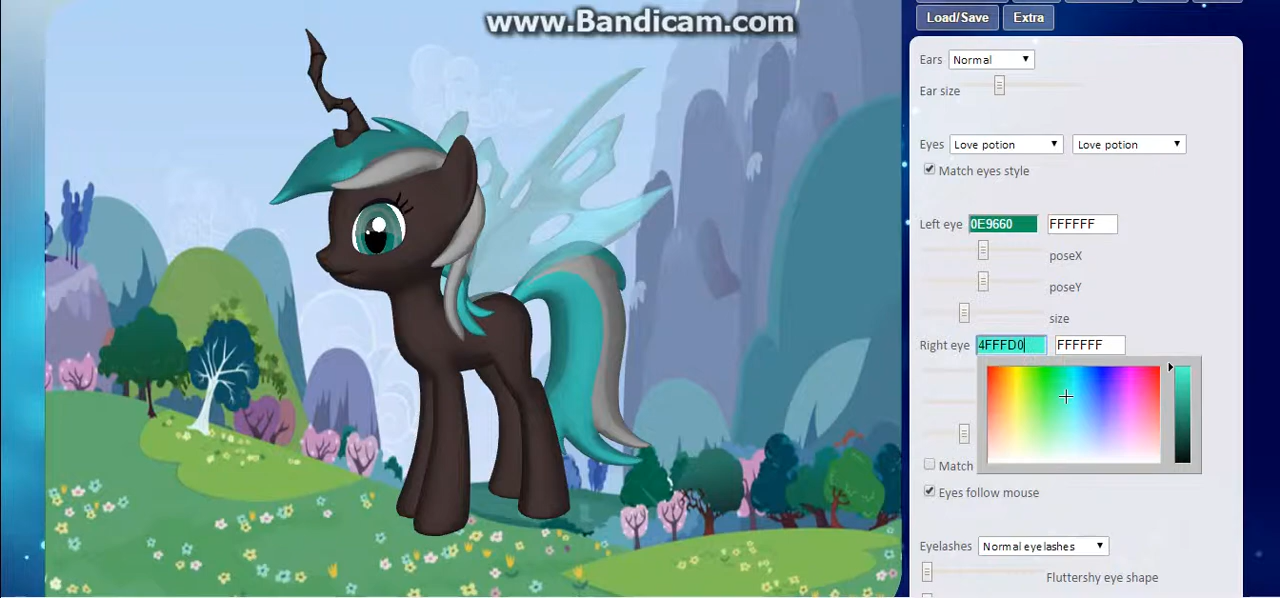 www.Bandicam.com
Load/Save Extra
Ears Normal
Ear size
Eyes Love potion Love potion
Match eyes style
Left eye 0E9660 FFFFFF
poseX
poseY
size
Right eye 4FFFD0 FFFFFF
Match
Eyes follow mouse
Eyelashes Normal eyelashes
Fluttershy eye shape